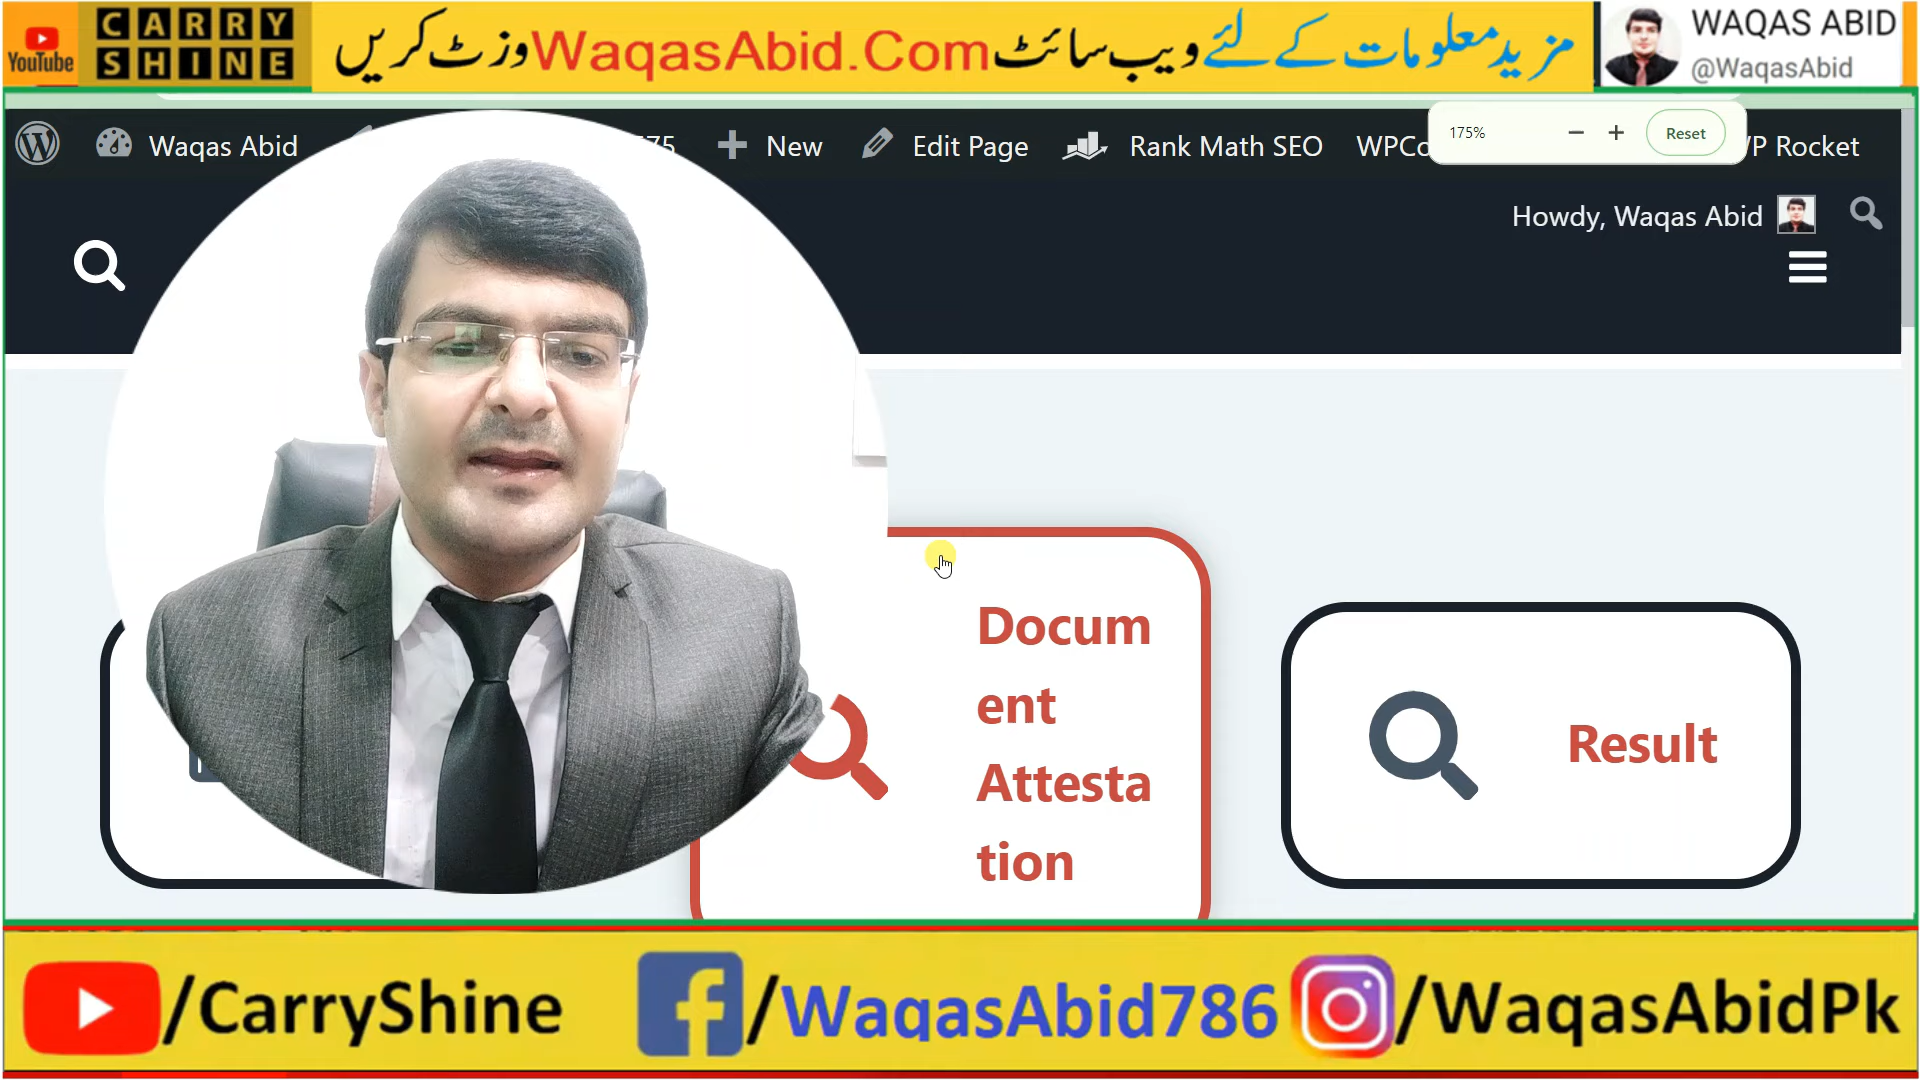 YouTube
CARRY
SHINE
مزید معلومات کے لئے ویب سائٹ WaqasAbid.Com وزٹ کریں
WAQAS ABID
@WaqasAbid
Waqas Abid
575
New
Edit Page
Rank Math SEO
WPCo
175%
Reset
P Rocket
Howdy, Waqas Abid
Docum
ent
Attesta
tion
Result
/CarryShine
/WaqasAbid786
/WaqasAbidPk